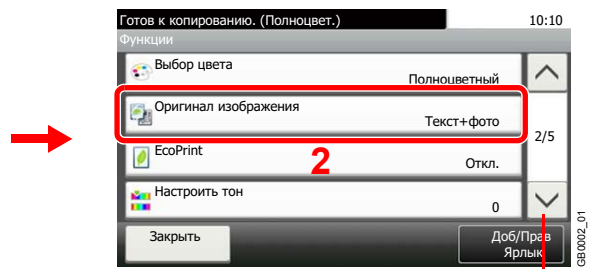 Готов к копированию. (Полноцвет.)
10:10
Функции
Выбор цвета
Полноцветный
Оригинал изображения
Текст+фото
2/5
EcoPrint
2
Откл.
Настроить тон
0
Закрыть
Доб/Прав
Ярлык
GB0002_01